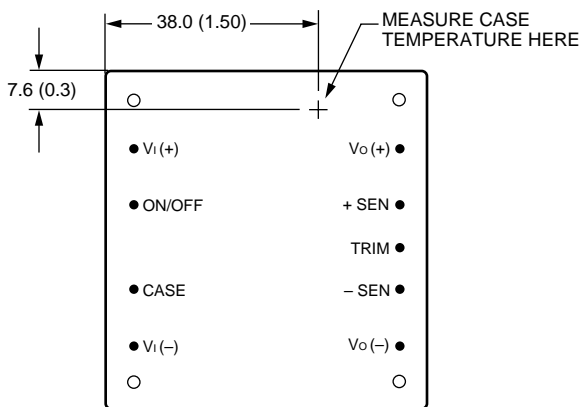 38.0 (1.50)
MEASURE CASE
TEMPERATURE HERE
7.6 (0.3)
VI (+)
VO (+)
ON/OFF
+ SEN
TRIM
CASE
– SEN
VI (–)
VO (–)